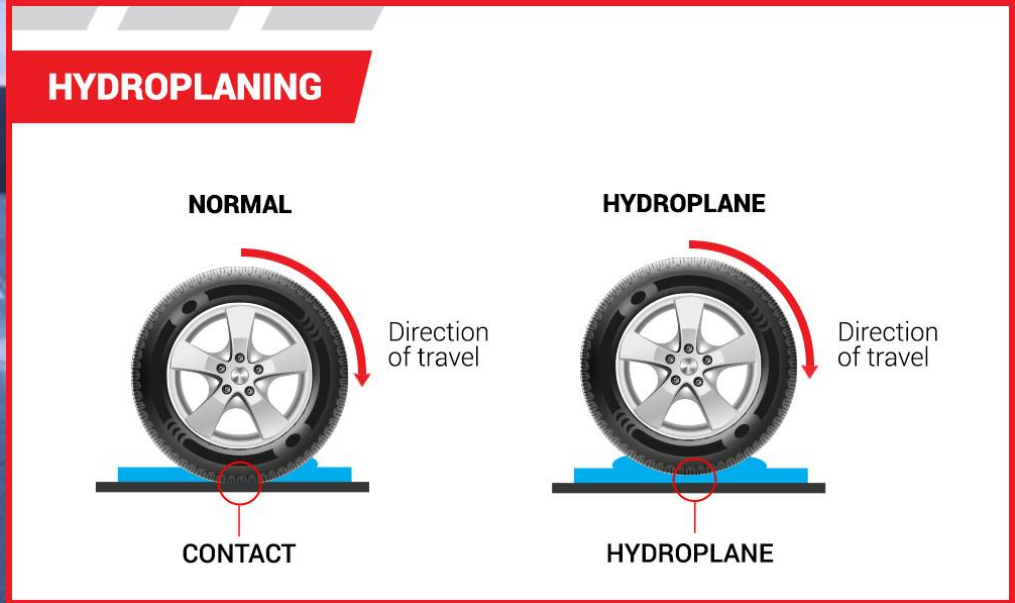 HYDROPLANING
NORMAL
Direction
of travel
CONTACT
HYDROPLANE
Direction
of travel
HYDROPLANE